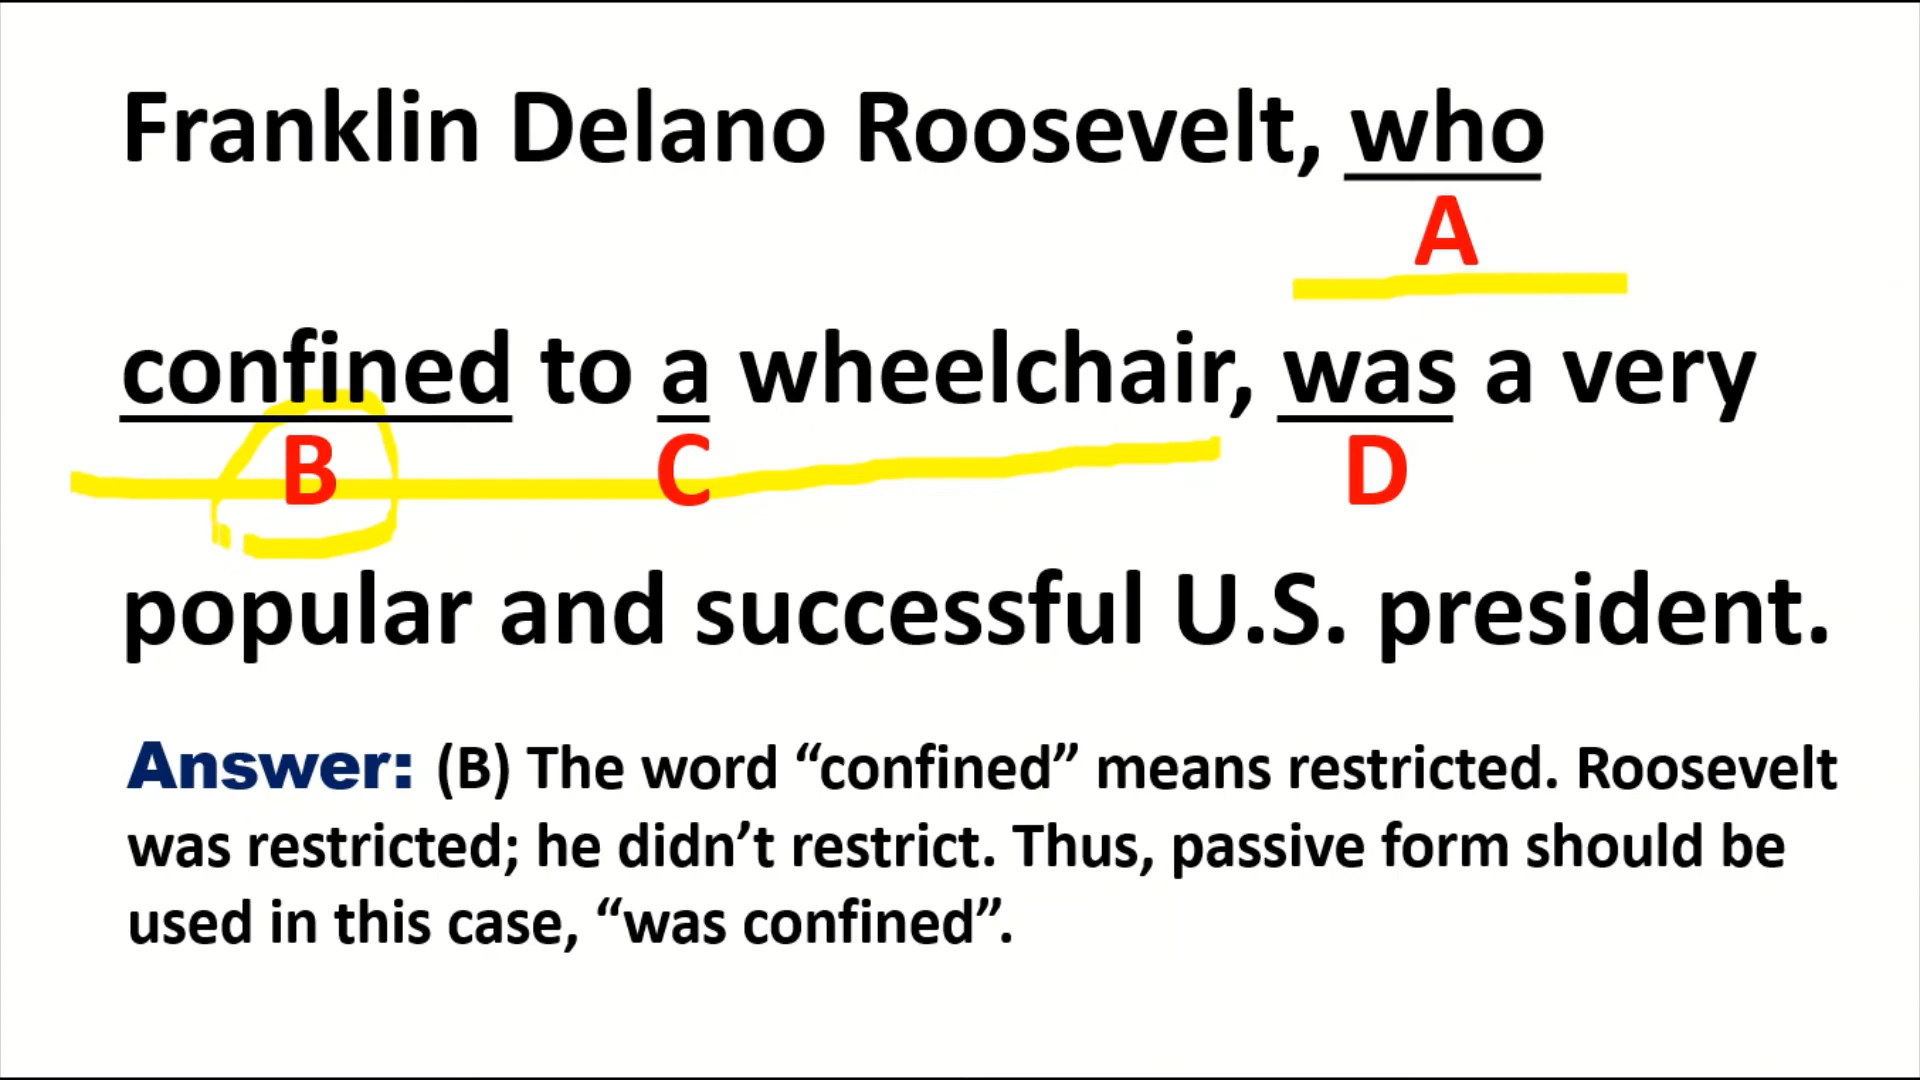 Franklin Delano Roosevelt, who
A
confined to a wheelchair, was a very
B C D
popular and successful U.S. president.
Answer: (B) The word “confined” means restricted. Roosevelt
was restricted; he didn’t restrict. Thus, passive form should be
used in this case, “was confined”.